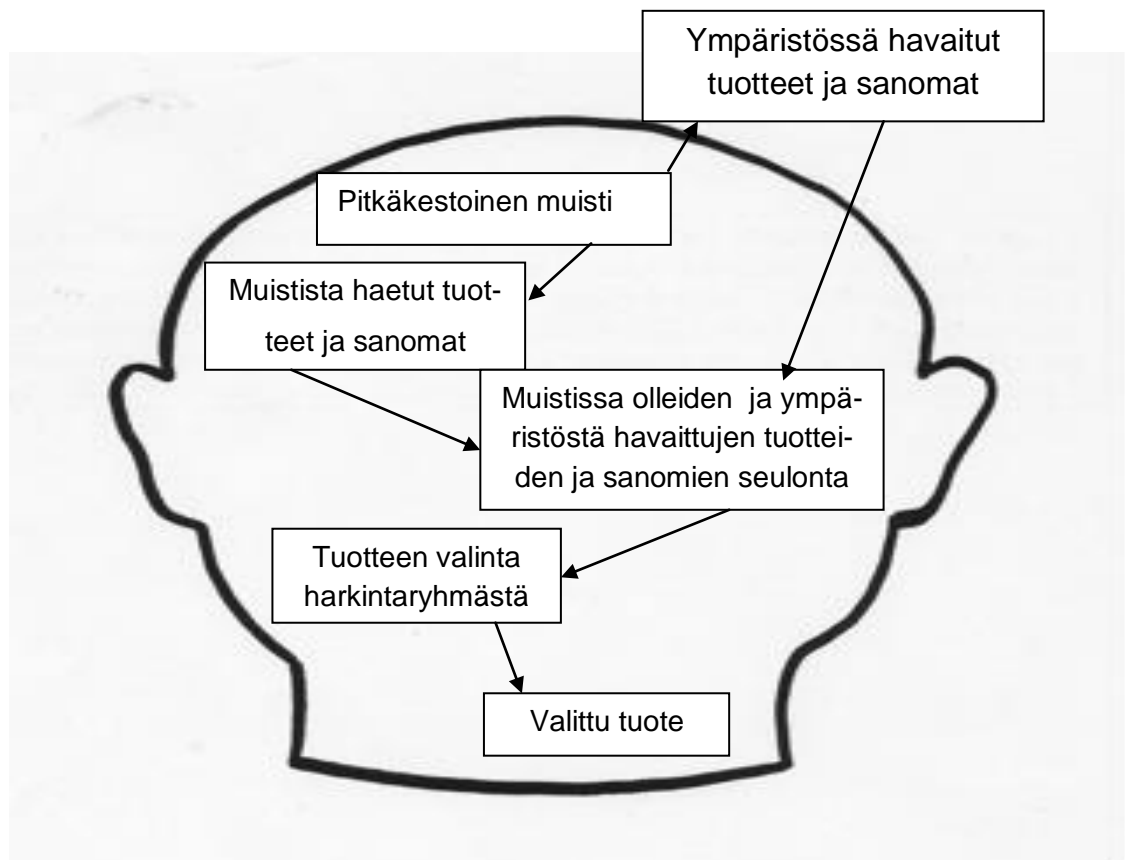 Ympäristössä havaitut
tuotteet ja sanomat
Pitkäkestoinen muisti
Muistista haetut tuot-
teet ja sanomat
Muistissa olleiden ja ympä-
ristöstä havaittujen tuottei-
den ja sanomien seulonta
Tuotteen valinta
harkintaryhmästä
Valittu tuote